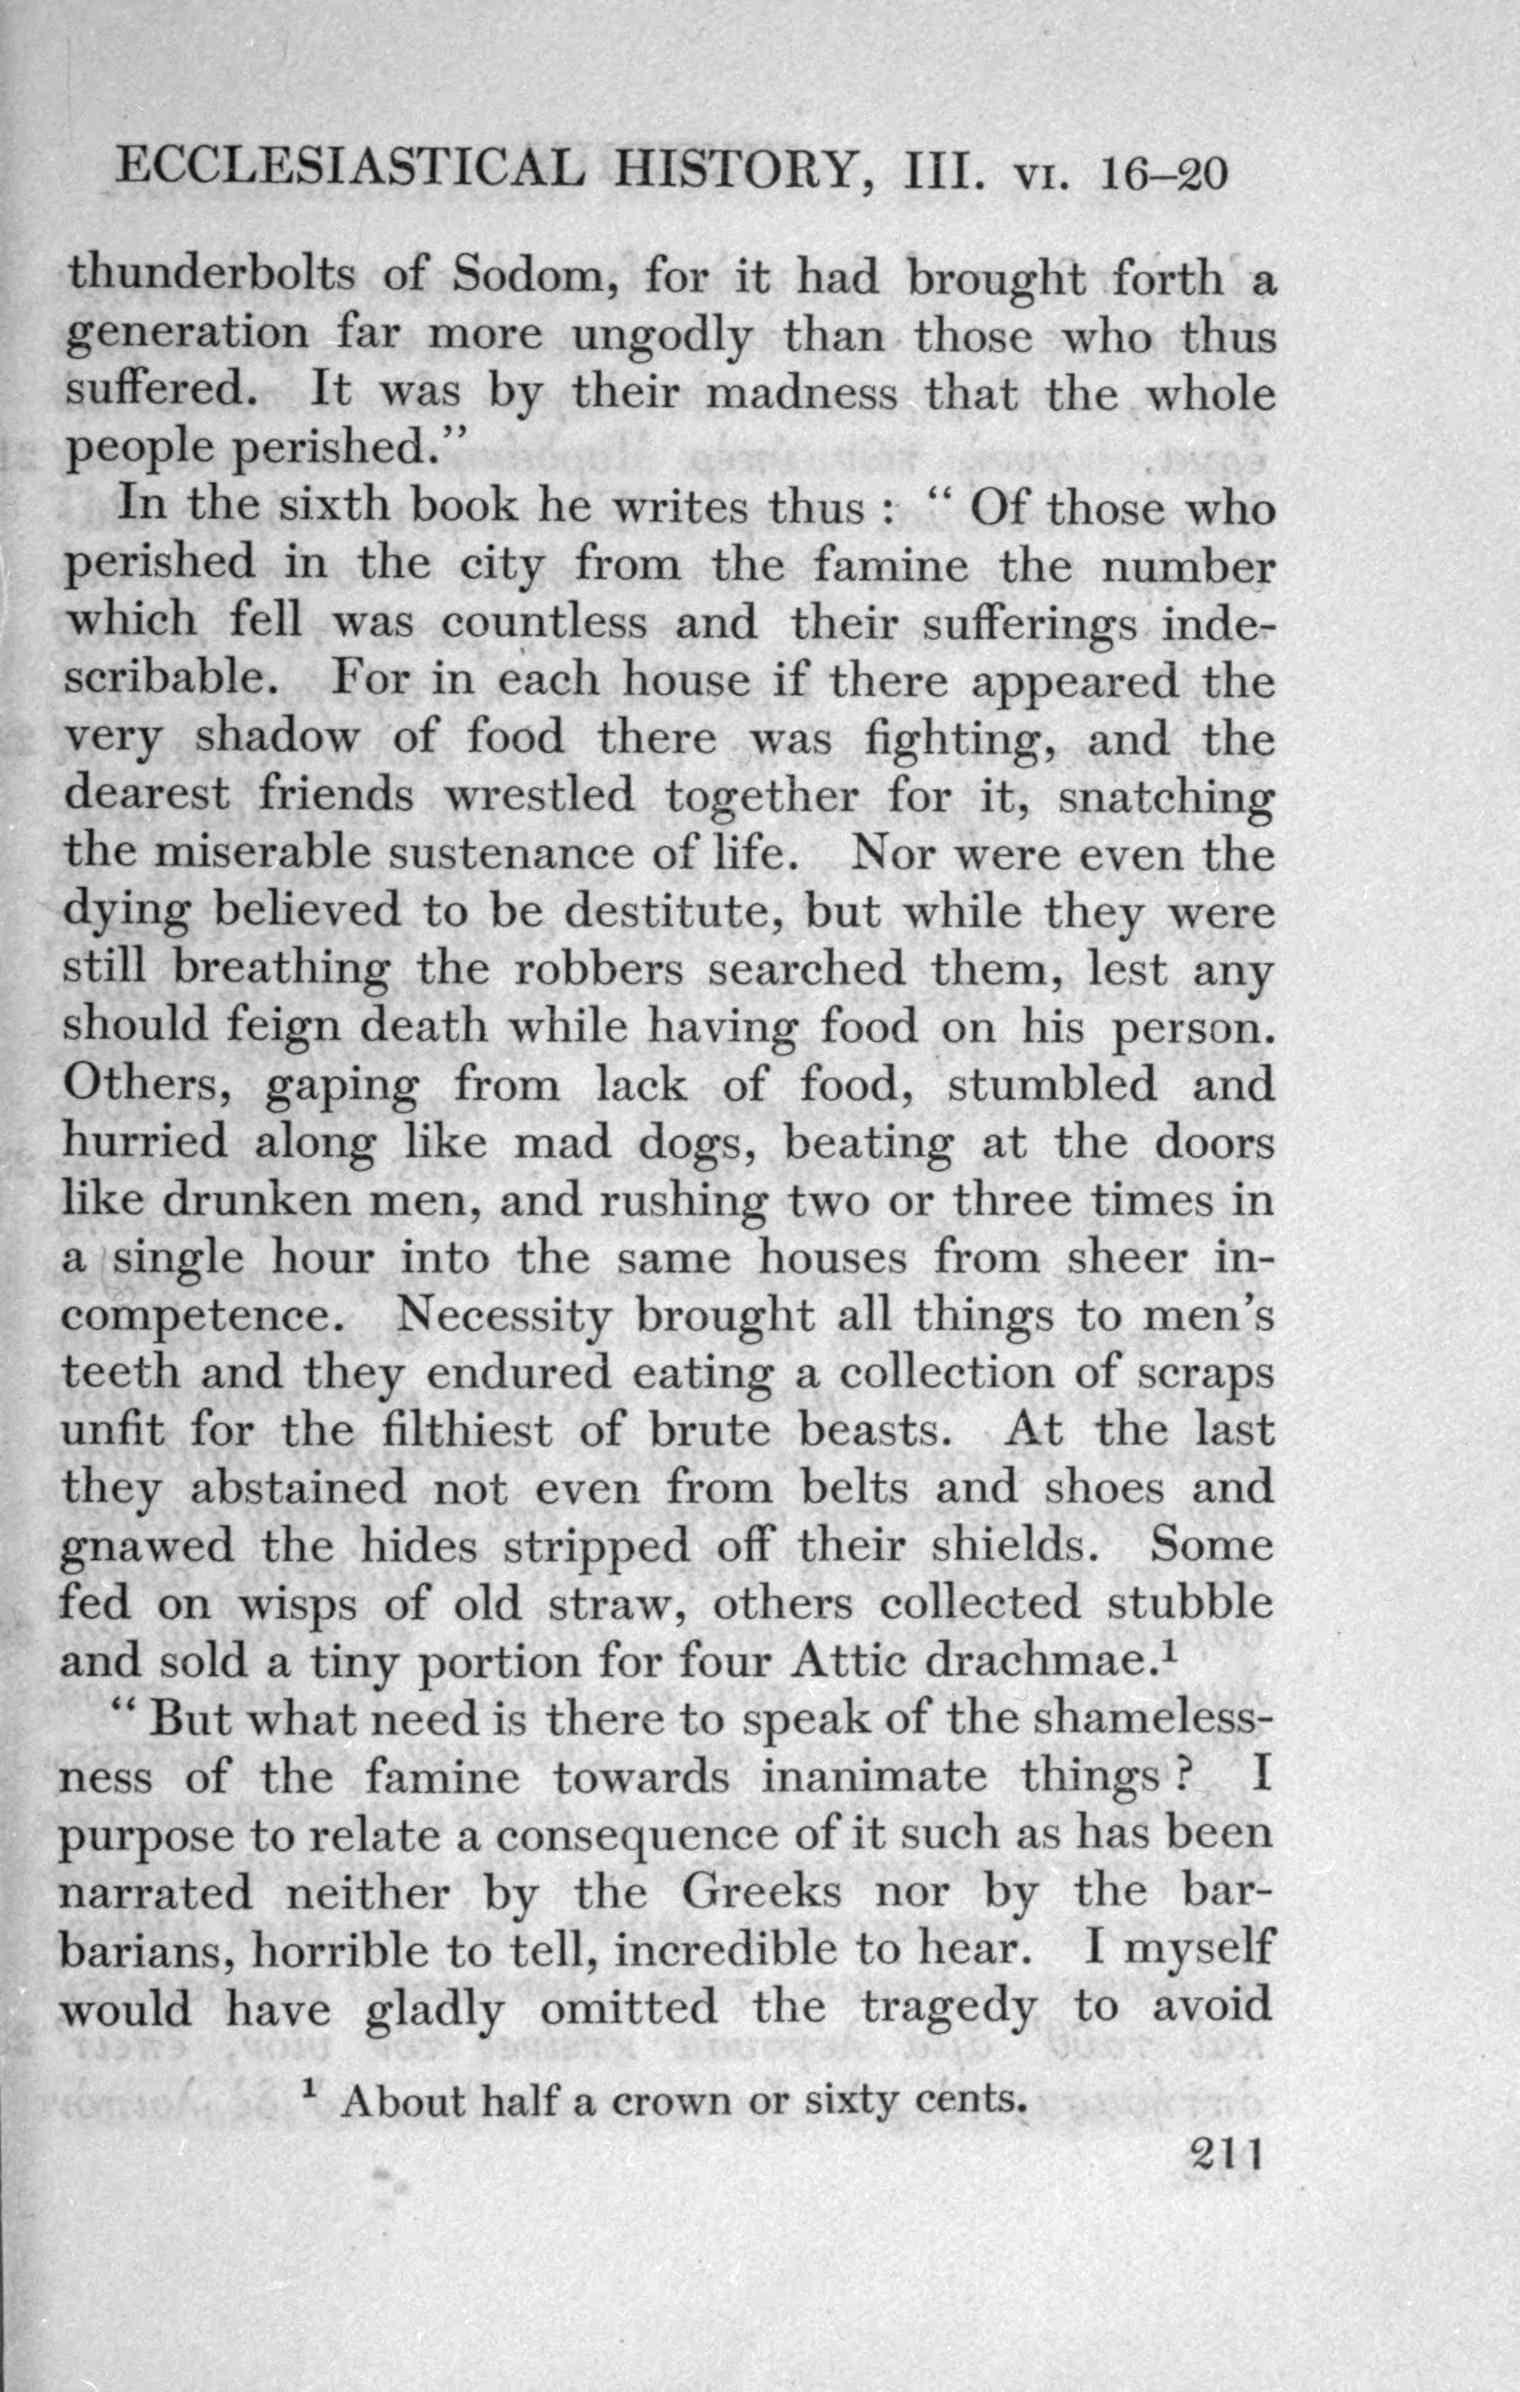 ECCLESIASTICAL HISTORY, III. VI. 16–20
thunderbolts of Sodom, for it had brought forth a
generation far more ungodly than those who thus
suffered. It was by their madness that the whole
people perished.”
In the sixth book he writes thus : “ Of those who
perished in the city from the famine the number
which fell was countless and their sufferings inde-
scribable. For in each house if there appeared the
very shadow of food there was fighting, and the
dearest friends wrestled together for it, snatching
the miserable sustenance of life. Nor were even the
dying believed to be destitute, but while they were
still breathing the robbers searched them, lest any
should feign death while having food on his person.
Others, gaping from lack of food, stumbled and
hurried along like mad dogs, beating at the doors
like drunken men, and rushing two or three times in
a single hour into the same houses from sheer in-
competence. Necessity brought all things to men’s
teeth and they endured eating a collection of scraps
unfit for the filthiest of brute beasts. At the last
they abstained not even from belts and shoes and
gnawed the hides stripped off their shields. Some
fed on wisps of old straw, others collected stubble
and sold a tiny portion for four Attic drachmae.¹
“ But what need is there to speak of the shameless-
ness of the famine towards inanimate things ? I
purpose to relate a consequence of it such as has been
narrated neither by the Greeks nor by the bar-
barians, horrible to tell, incredible to hear. I myself
would have gladly omitted the tragedy to avoid
¹ About half a crown or sixty cents.
211